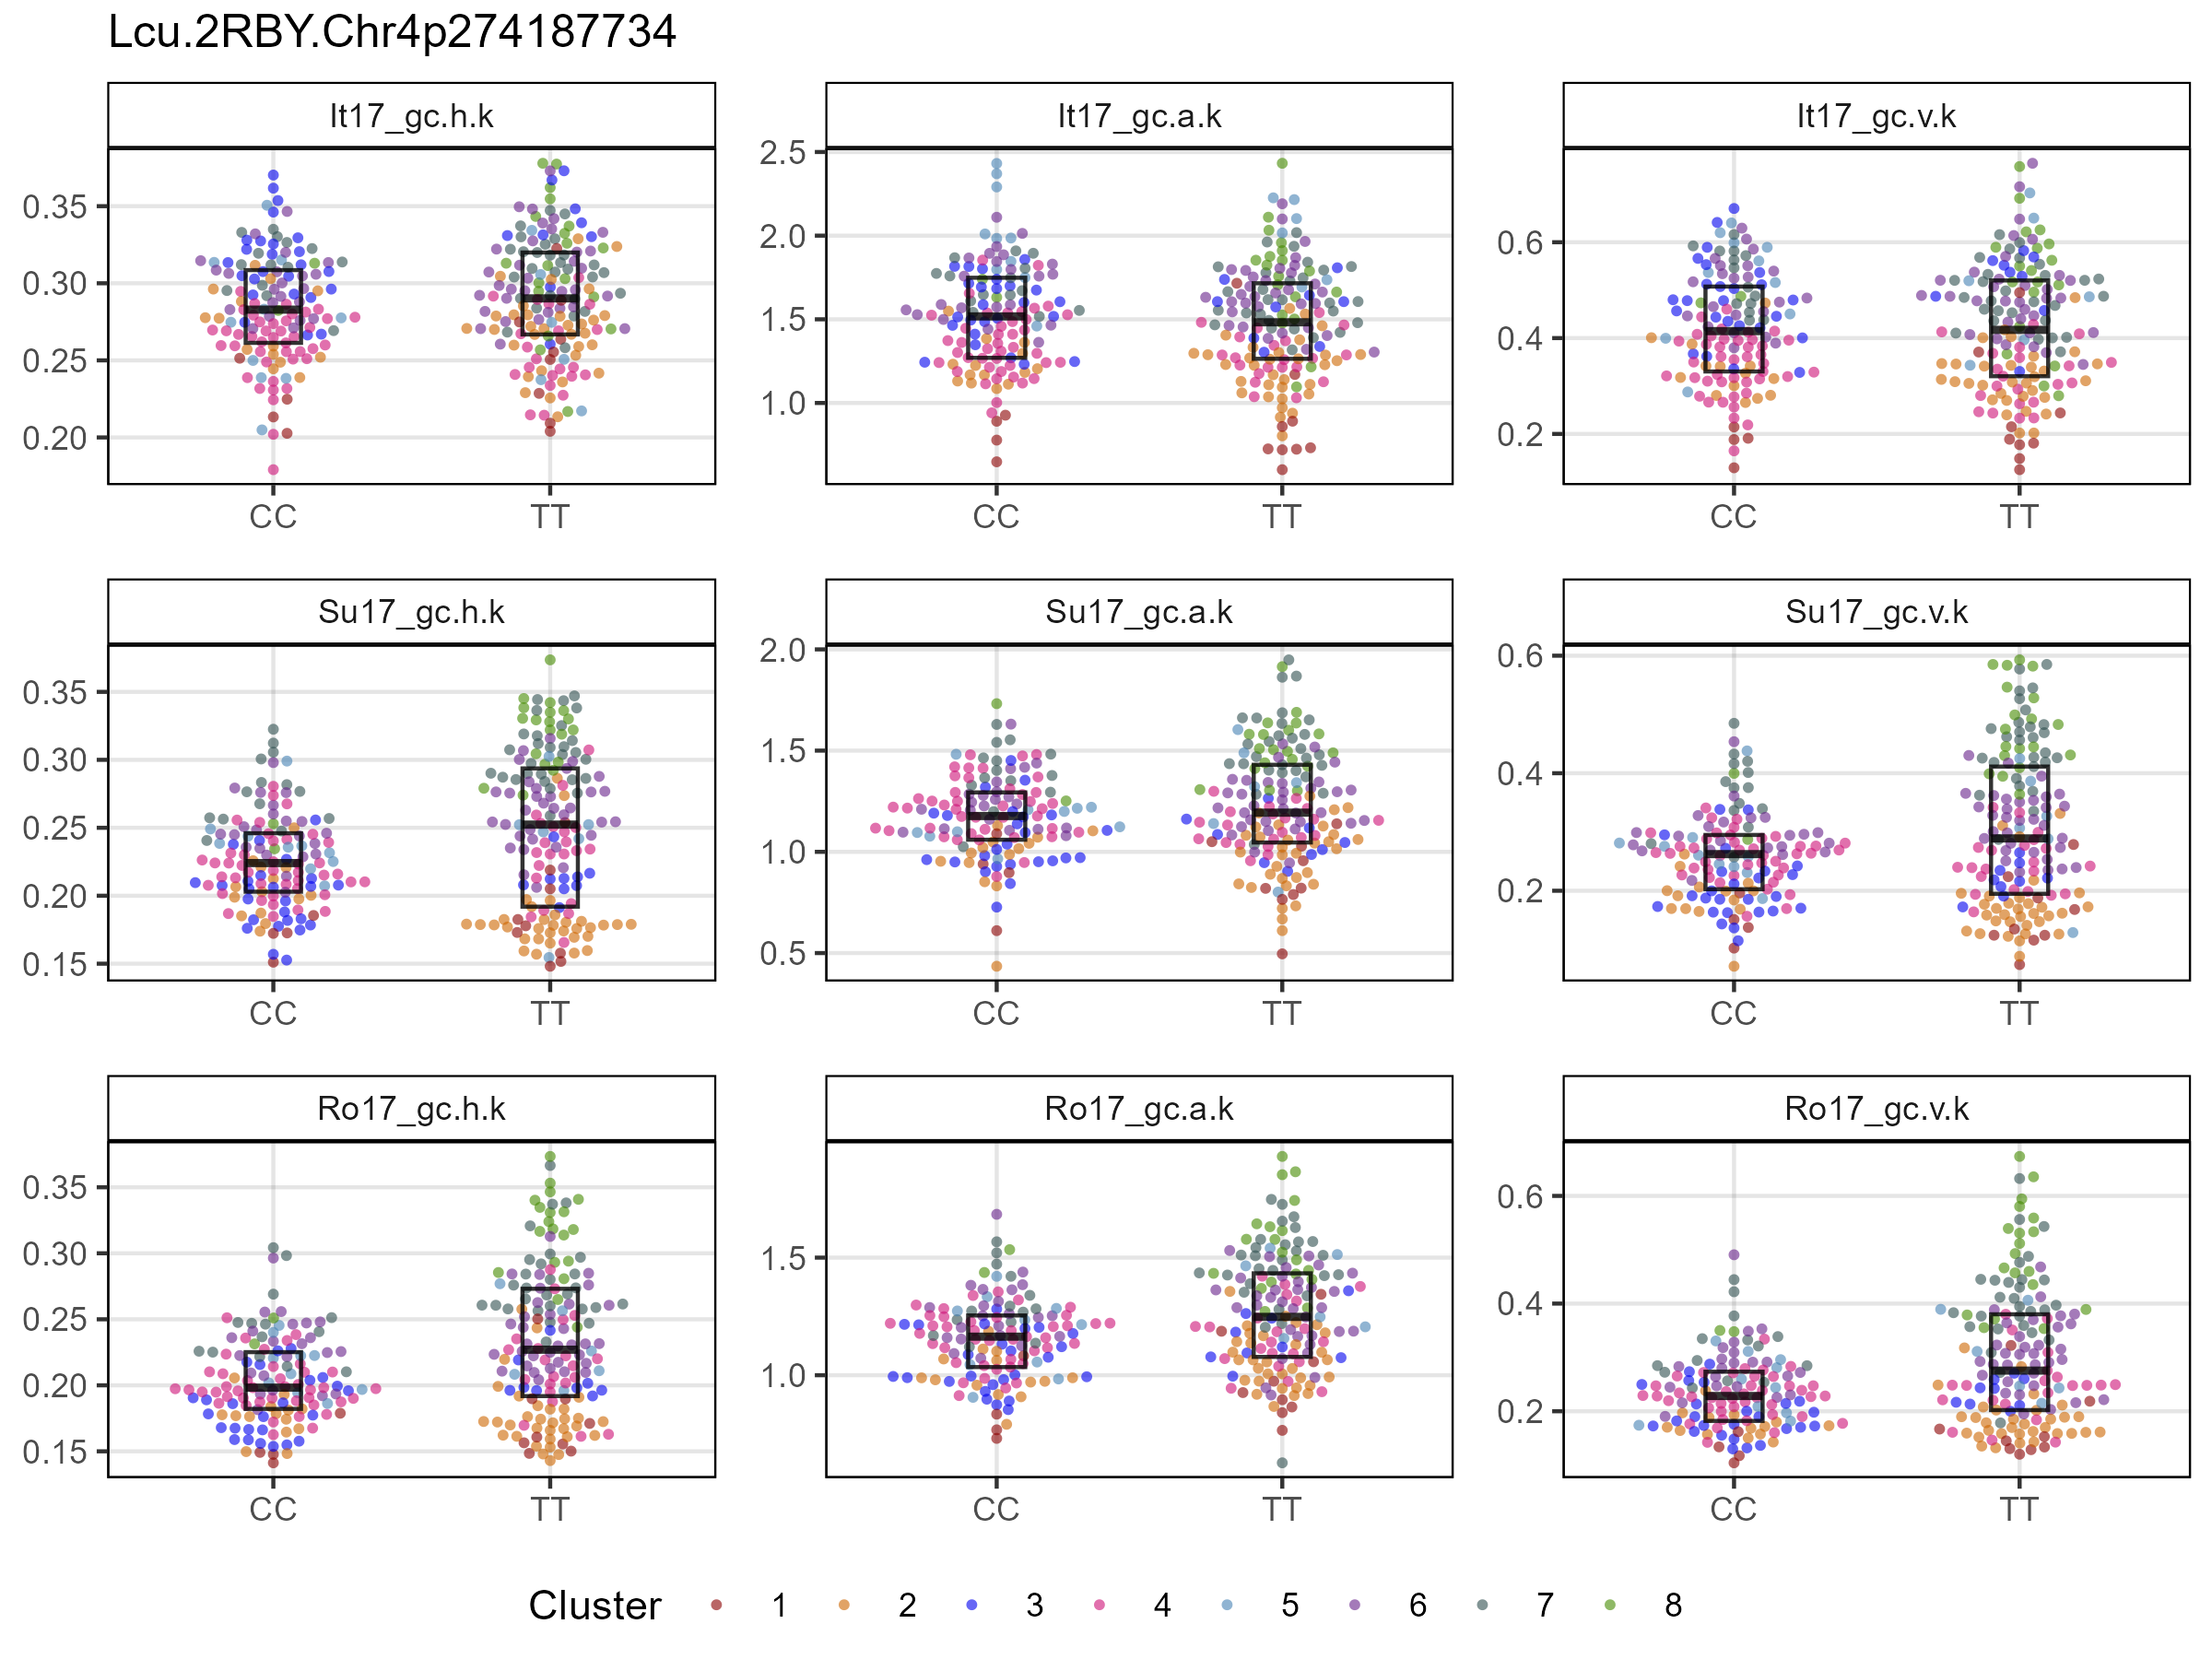 Lcu.2RBY.Chr4p274187734
It17_gc.h.k
It17_gc.a.k
It17_gc.v.k
0.35
0.30
0.25
0.20
2.5
2.0
1.5
1.0
0.6
0.4
0.2
CC TT
CC TT
CC TT
Su17_gc.h.k
Su17_gc.a.k
Su17_gc.v.k
0.35
0.30
0.25
0.20
0.15
2.0
1.5
1.0
0.5
0.6
0.4
0.2
CC TT
CC TT
CC TT
Ro17_gc.h.k
Ro17_gc.a.k
Ro17_gc.v.k
0.35
0.30
0.25
0.20
0.15
1.5
1.0
0.6
0.4
0.2
CC TT
CC TT
CC TT
Cluster 1 2 3 4 5 6 7 8